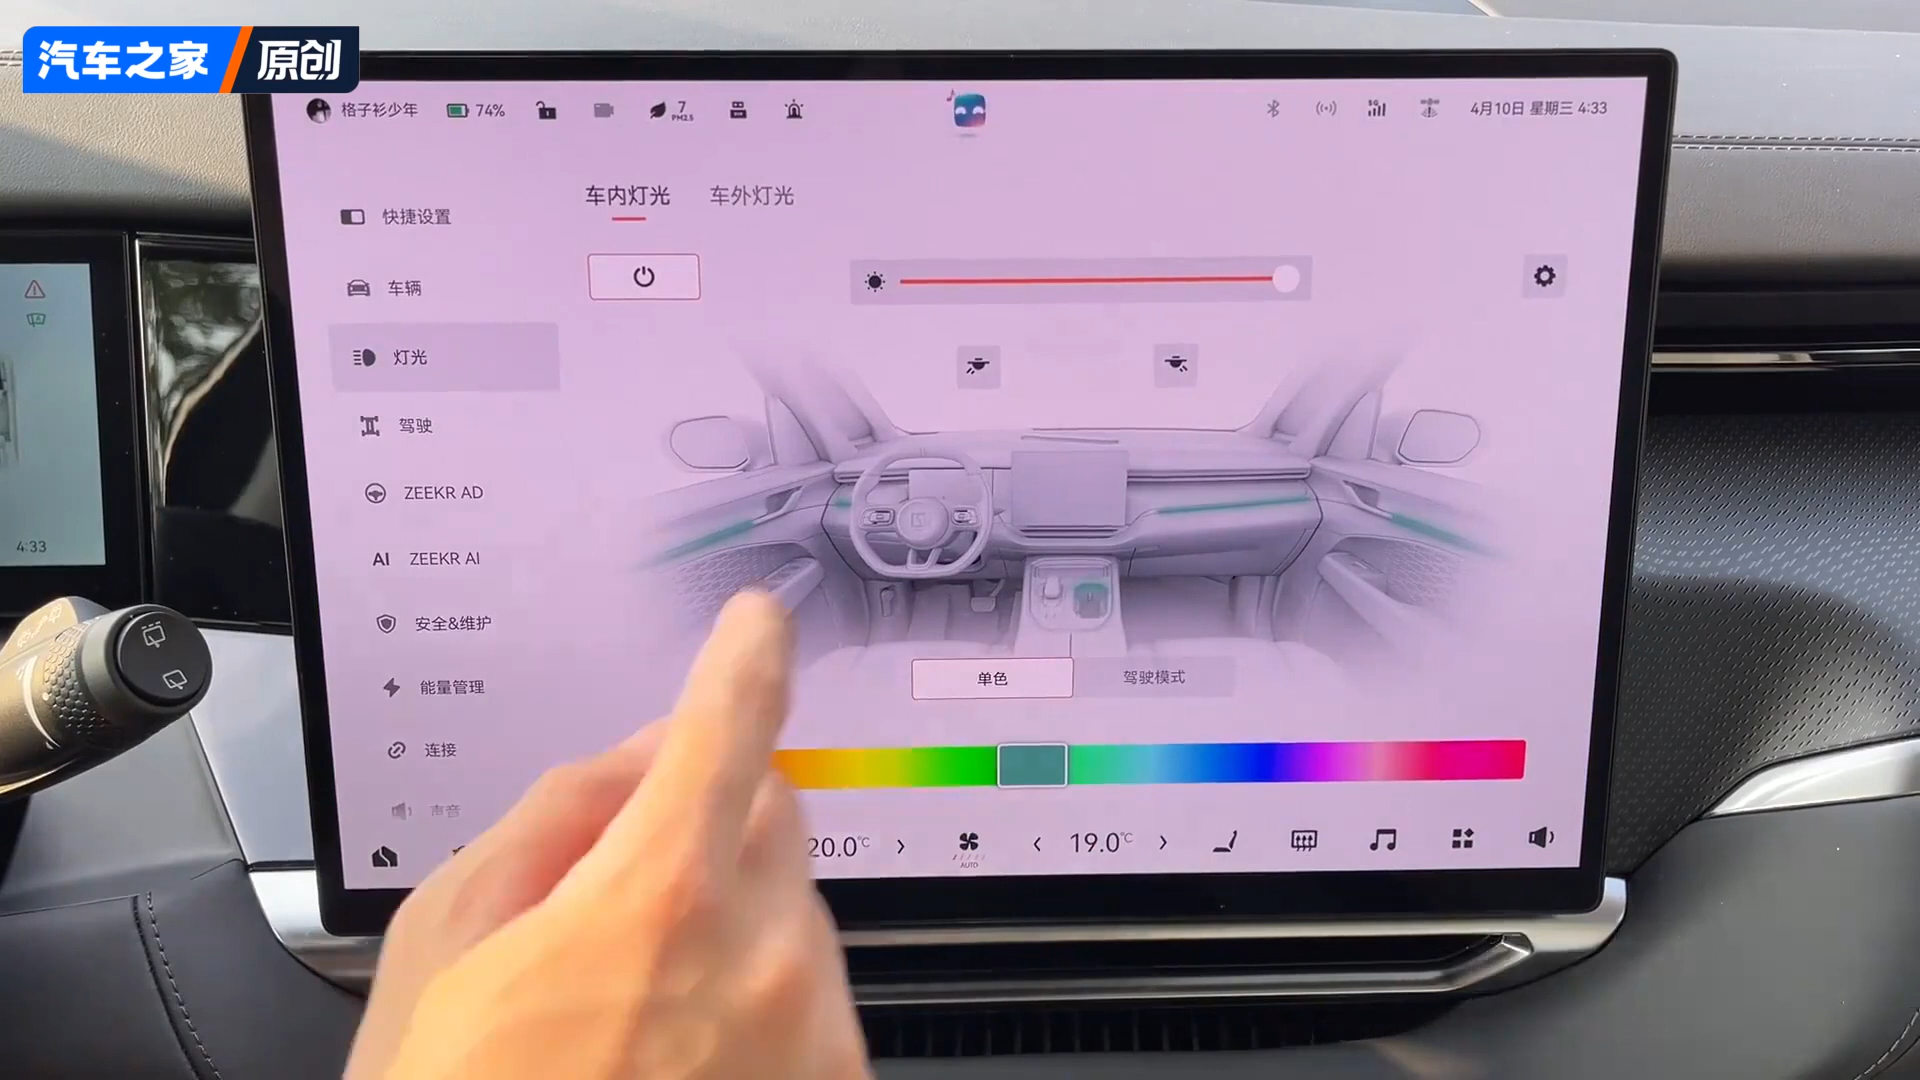 汽车之家 原创
格子衫少年 74% 7 PM2.5 5G 4月10日 星期三 4:33
车内灯光 车外灯光
快捷设置
车辆
灯光
驾驶
ZEEKR AD
AI ZEEKR AI
安全&维护
能量管理
连接
声音
单色 驾驶模式
20.0℃ AUTO 19.0℃
4:33